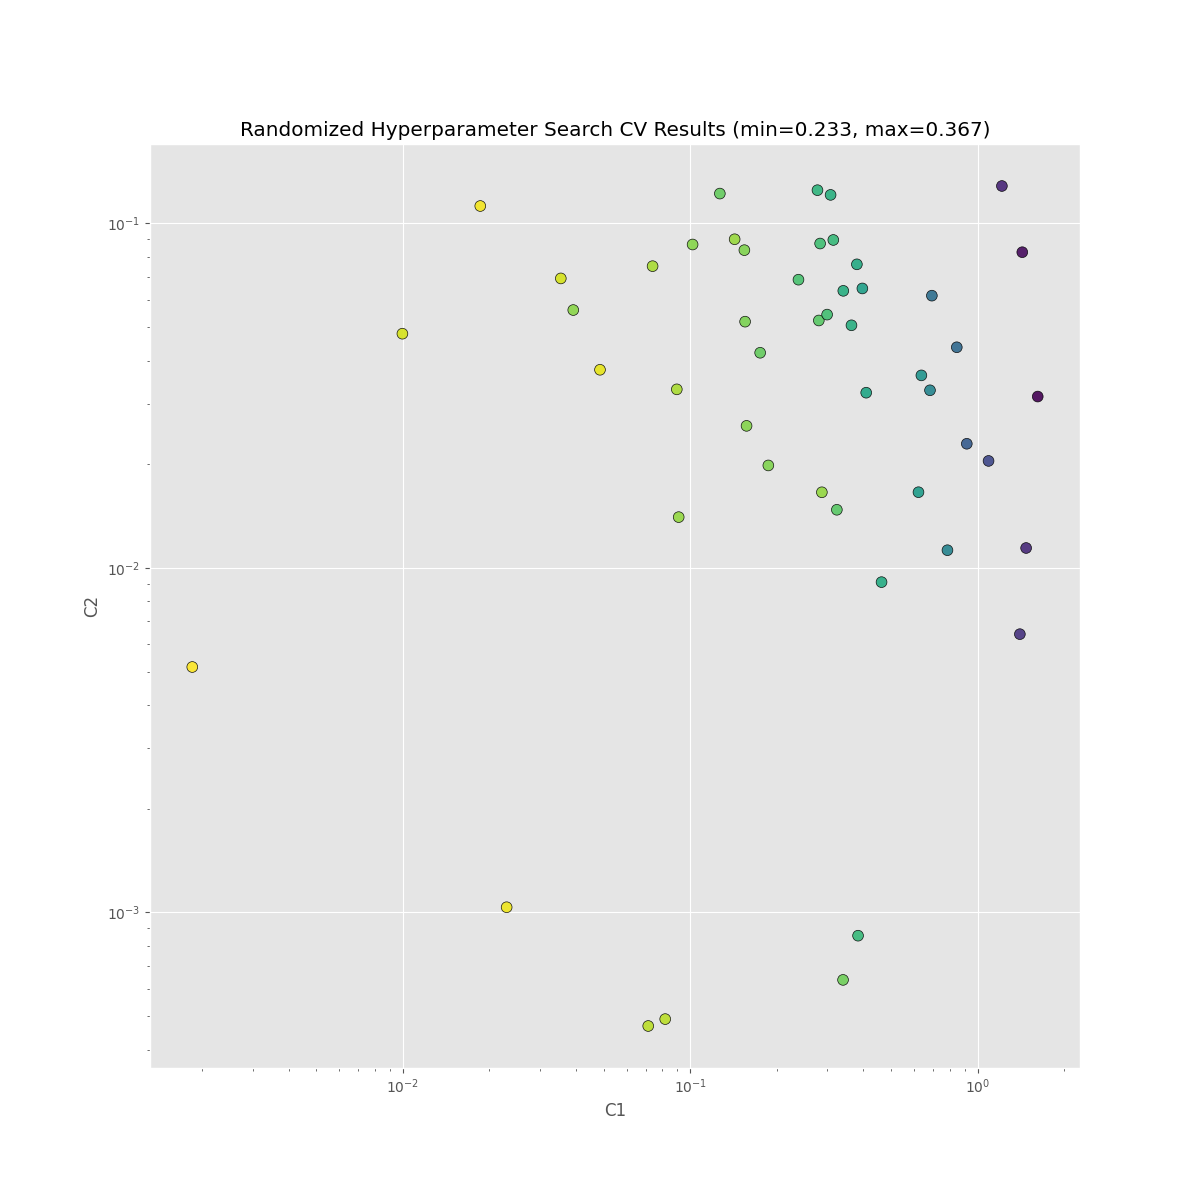 Randomized Hyperparameter Search CV Results (min=0.233, max=0.367)
10⁻¹
10⁻²
10⁻³
C2
10⁻² 10⁻¹ 10⁰
C1